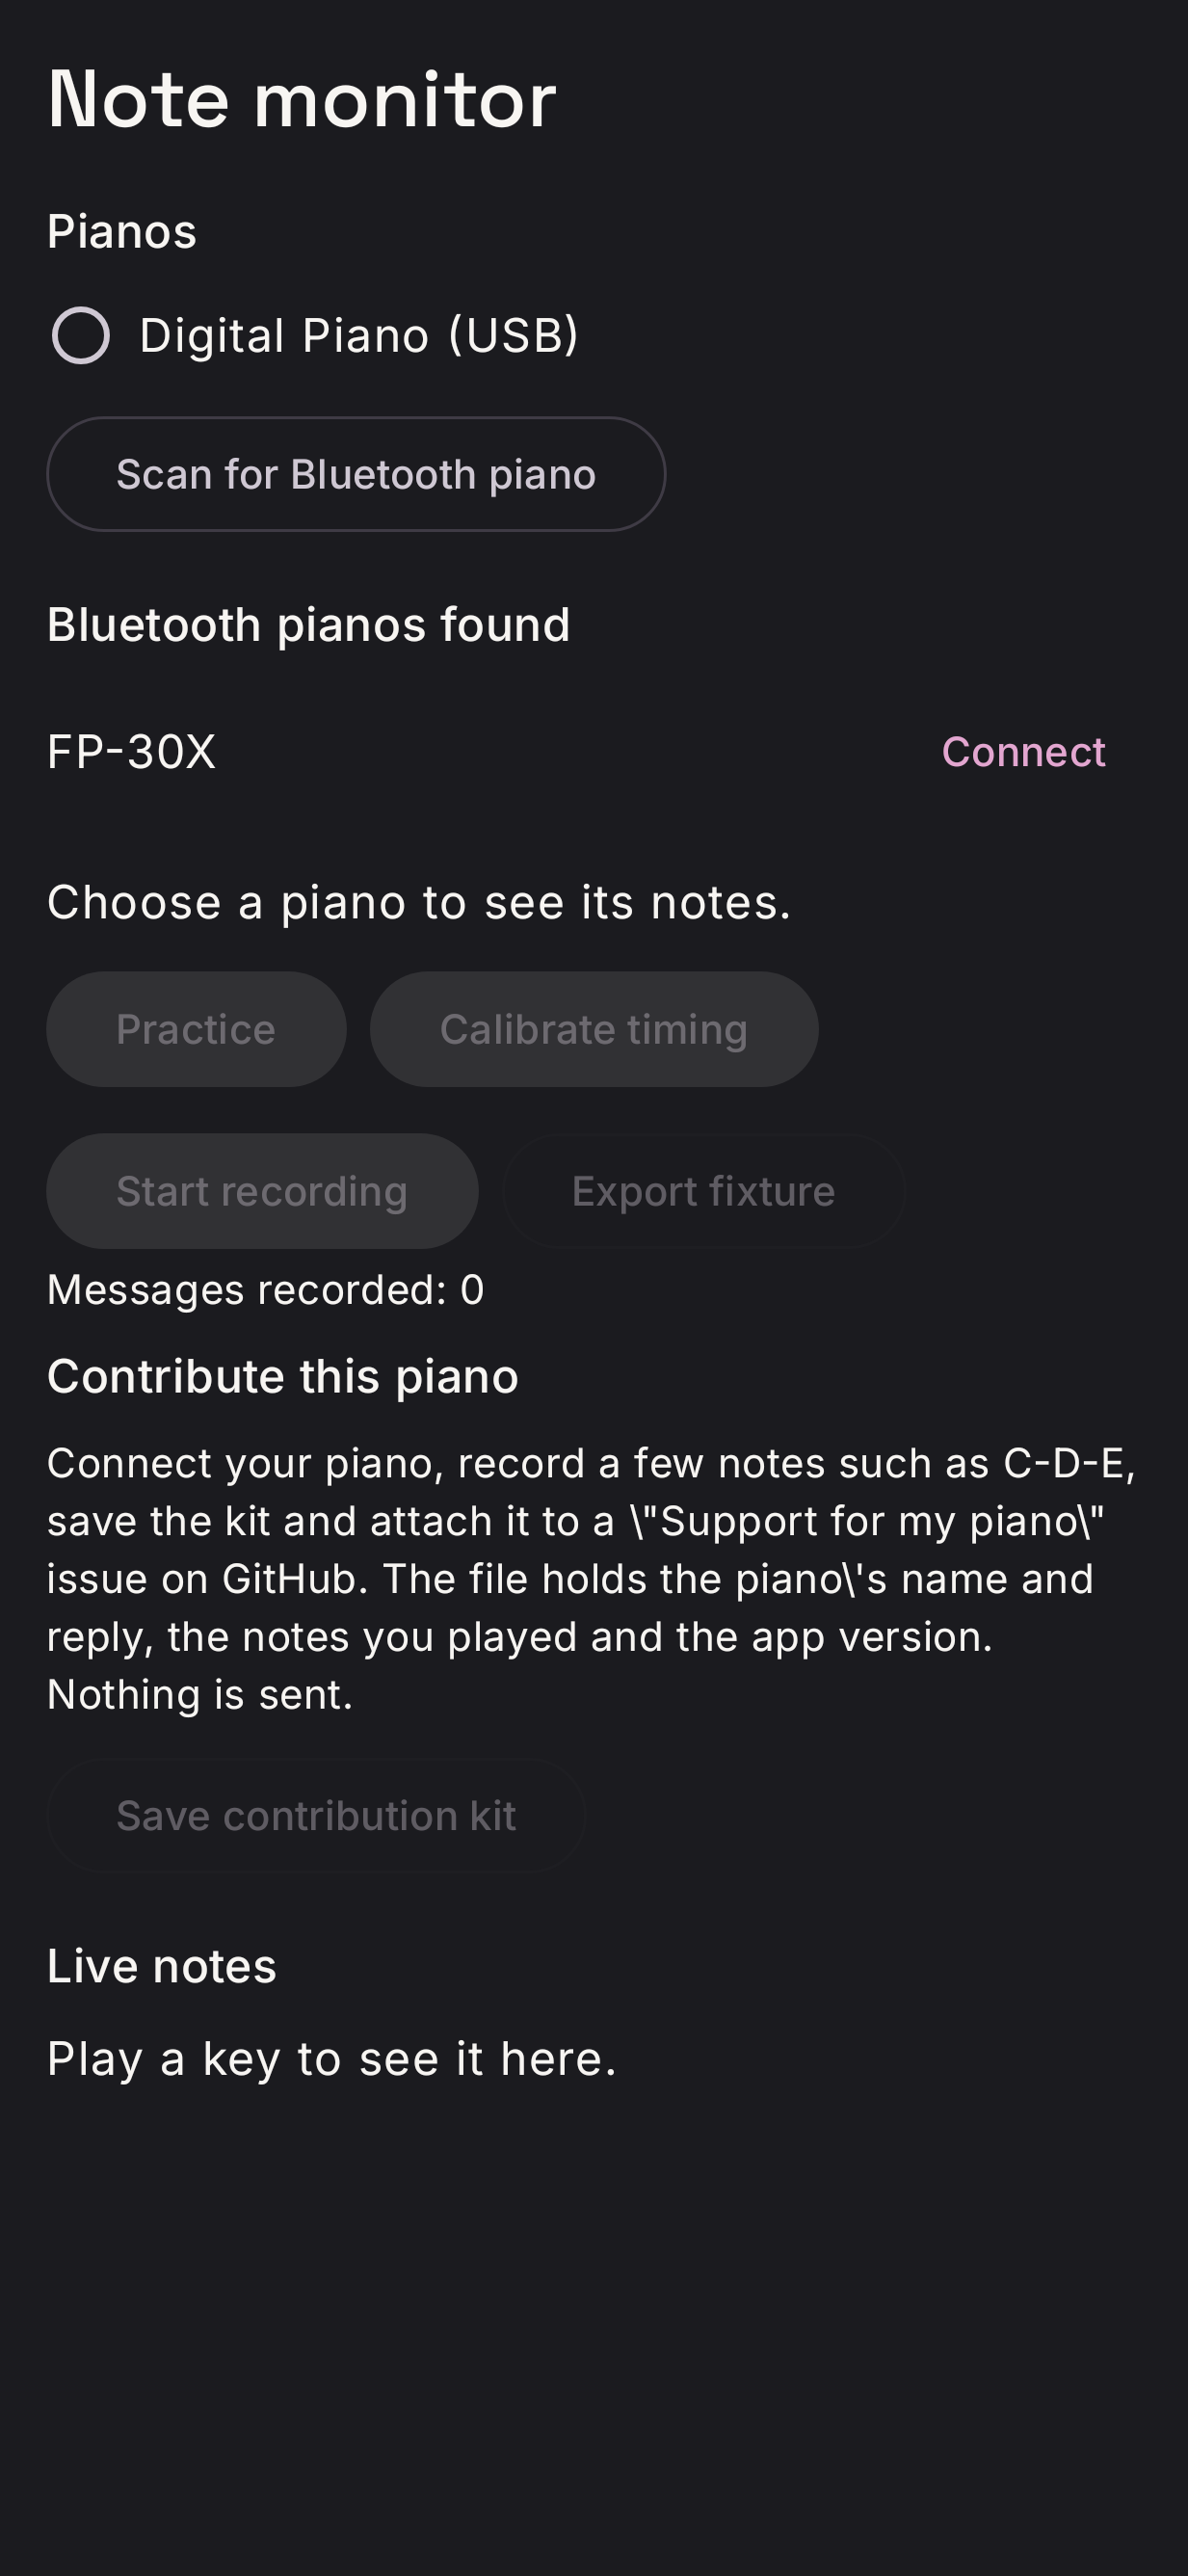 Note monitor
Pianos
Digital Piano (USB)
Scan for Bluetooth piano
Bluetooth pianos found
FP-30X
Connect
Choose a piano to see its notes.
Practice
Calibrate timing
Start recording
Export fixture
Messages recorded: 0
Contribute this piano
Connect your piano, record a few notes such as C-D-E,
save the kit and attach it to a \"Support for my piano\"
issue on GitHub. The file holds the piano\'s name and
reply, the notes you played and the app version.
Nothing is sent.
Save contribution kit
Live notes
Play a key to see it here.